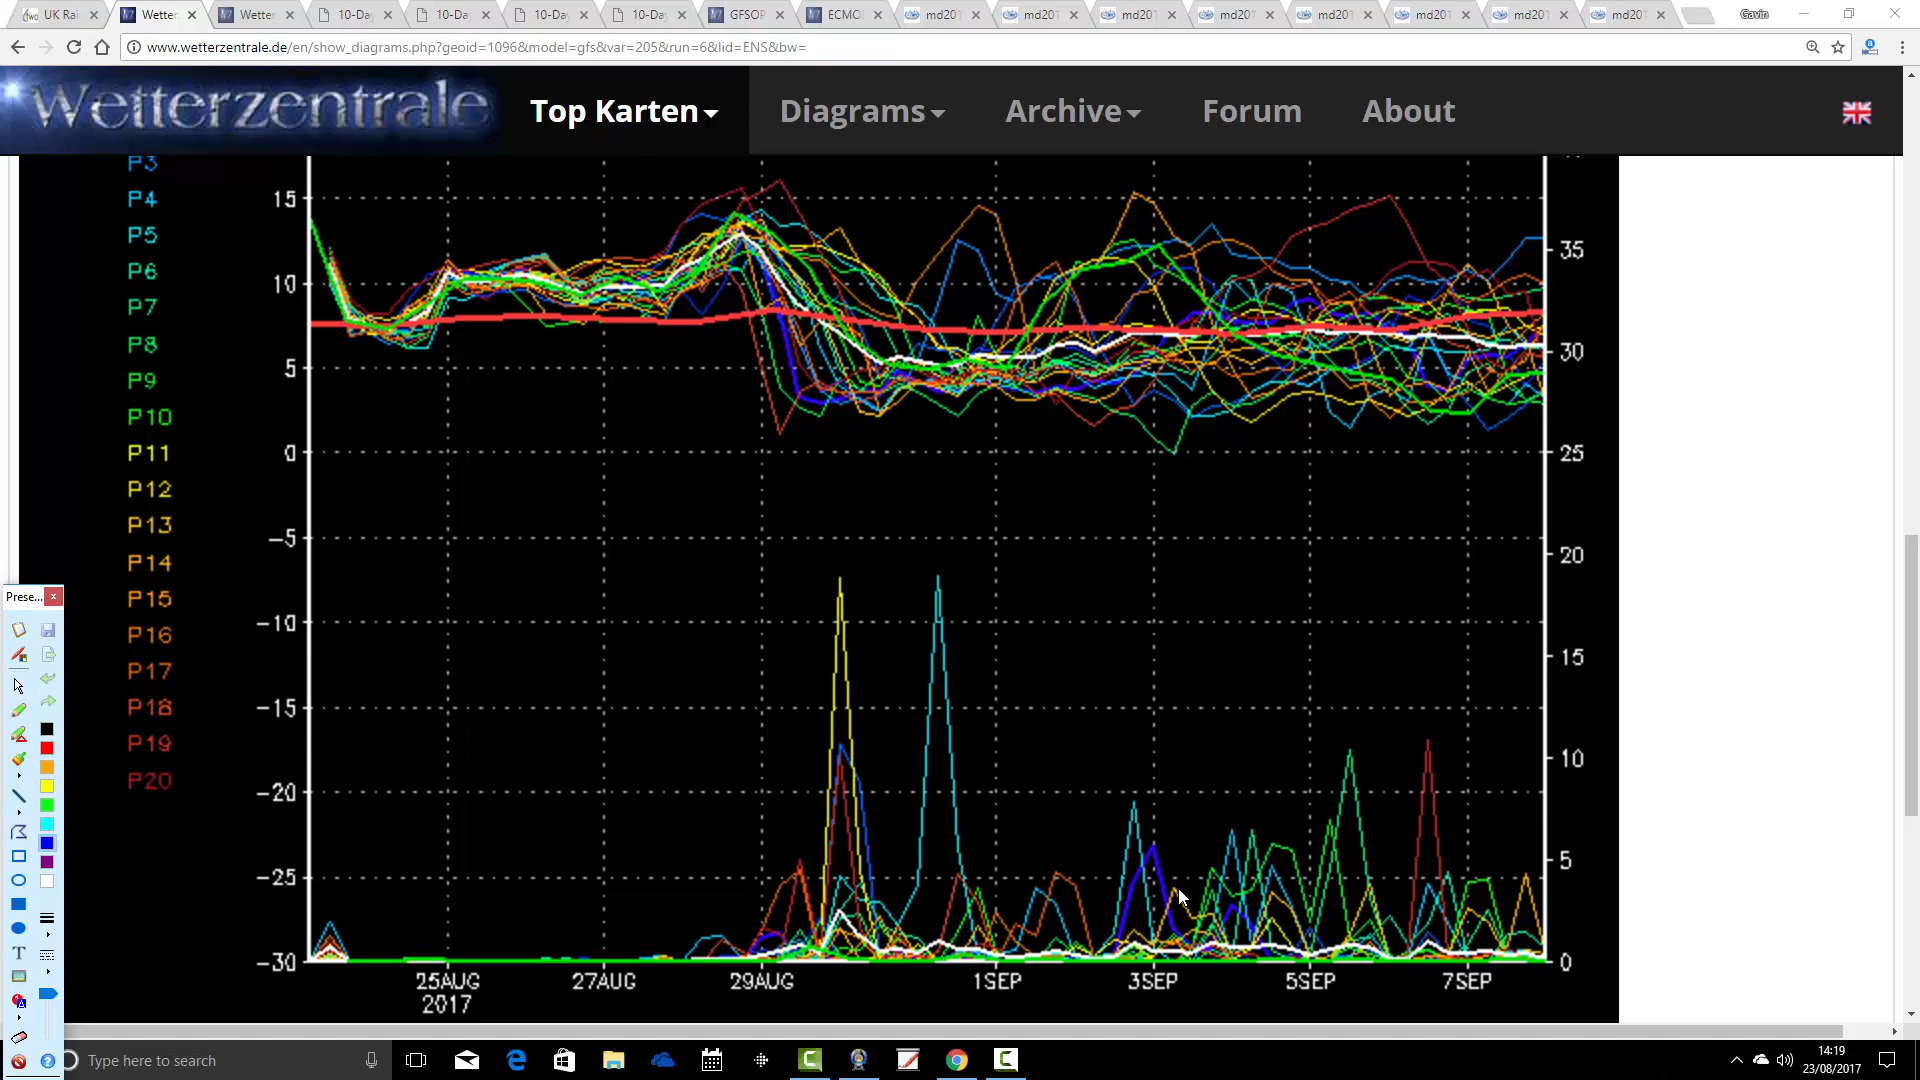 UK Rai
Wetter
Wetter
10-Da
10-Da
10-Da
10-Da
GFSOP
ECMO
md201
md201
md201
md201
md201
md201
md201
md201
Gavin
www.wetterzentrale.de/en/show_diagrams.php?geoid=1096&model=gfs&var=205&run=6&lid=ENS&bw=
Wetterzentrale
Top Karten
Diagrams
Archive
Forum
About
P3
P4
P5
P6
P7
P8
P9
P10
P11
P12
P13
P14
P15
P16
P17
P18
P19
P20
15
10
5
0
-5
-10
-15
-20
-25
-30
35
30
25
20
15
10
5
0
25AUG
2017
27AUG
29AUG
1SEP
3SEP
5SEP
7SEP
Prese...
T
Type here to search
14:19
23/08/2017